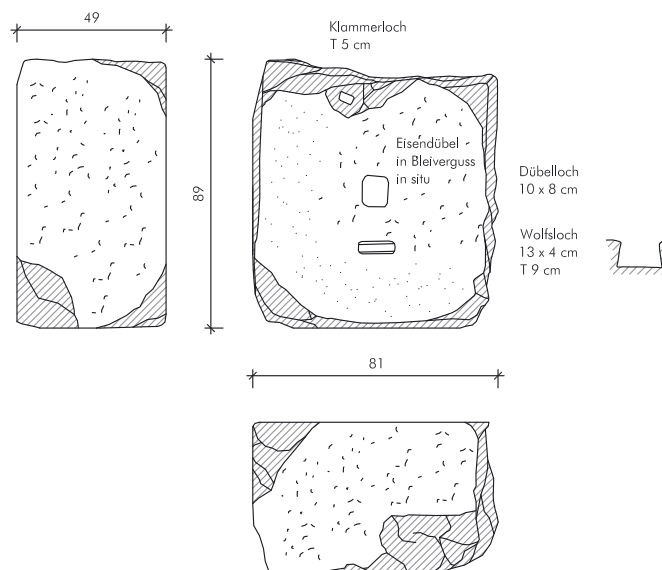 49
Klammerloch
T 5 cm
89
Eisendübel
in Bleiverguss
in situ
Dübelloch
10 x 8 cm
Wolfsloch
13 x 4 cm
T 9 cm
81